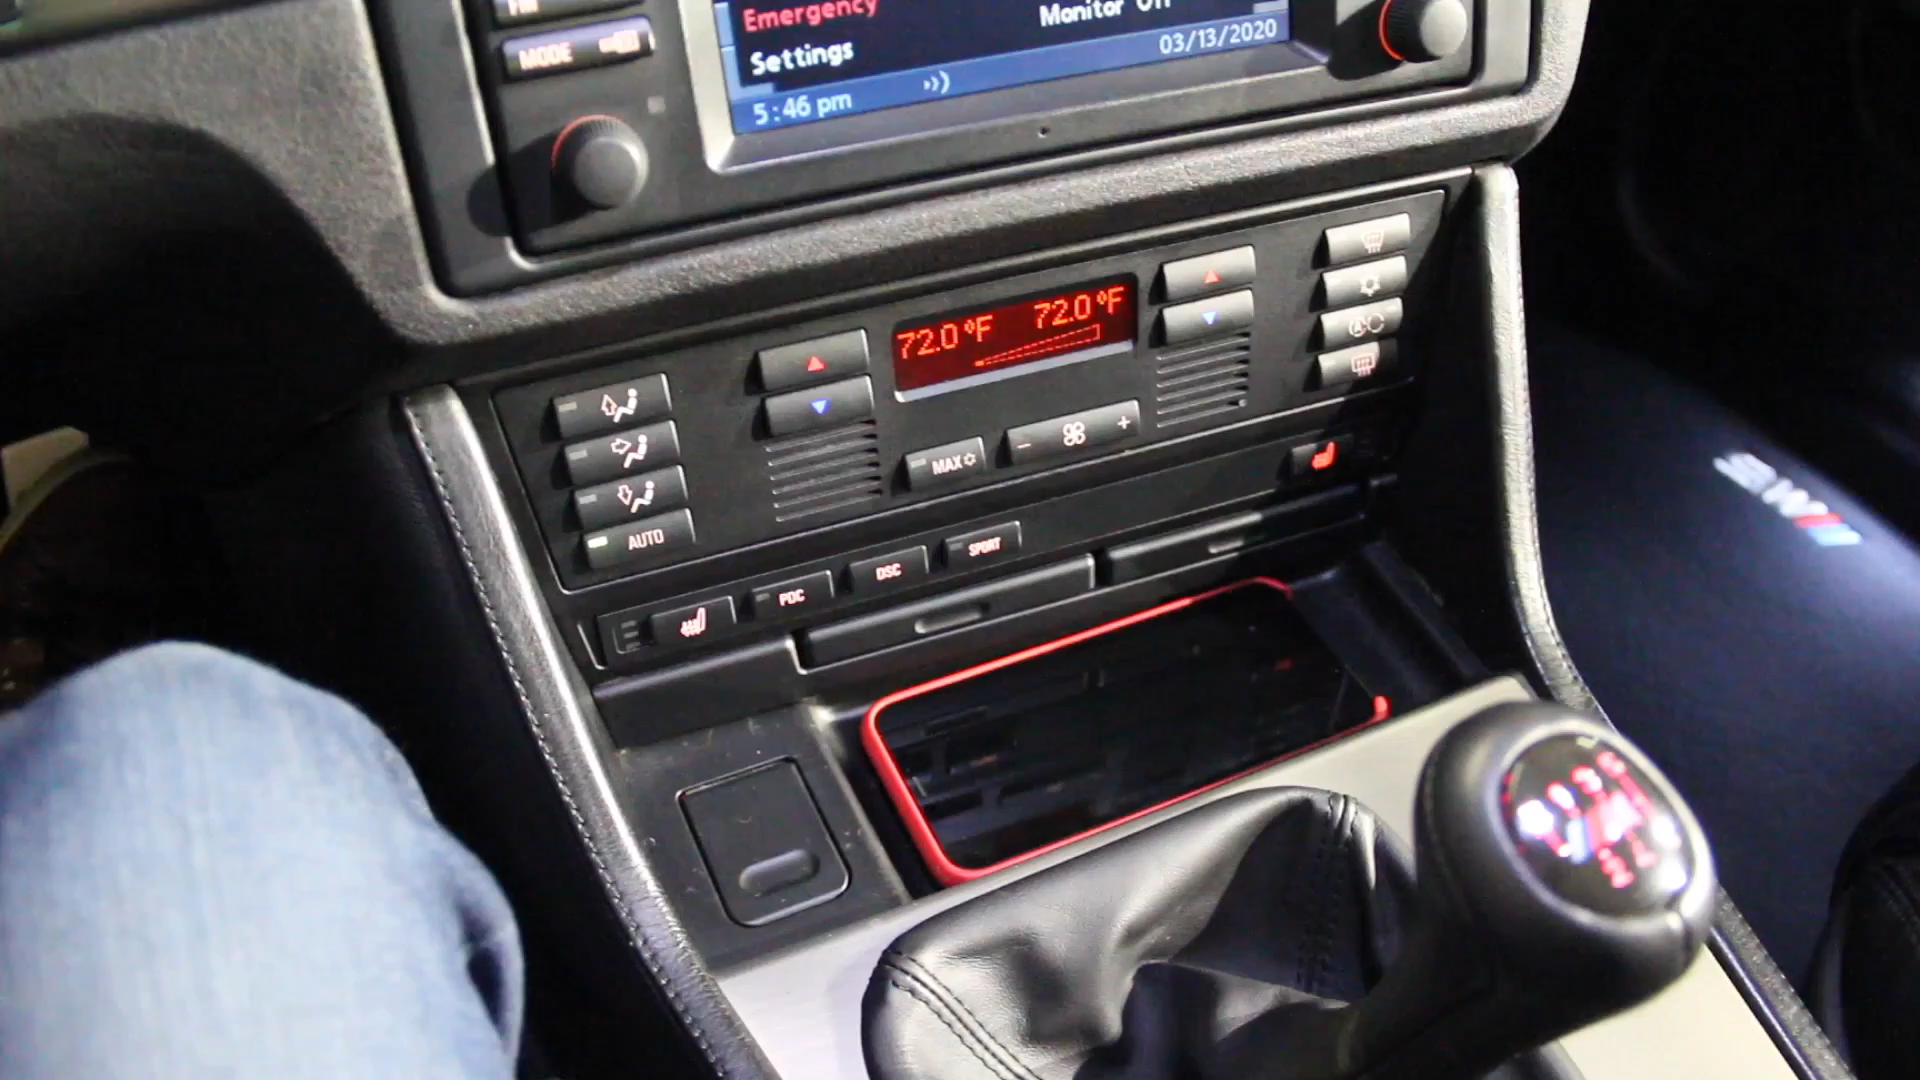 Emergency
Monitor Off
MODE
Settings
03/13/2020
5:46 pm
72.0°F 72.0°F
- +
MAX
AUTO
SPORT
DSC
PDC